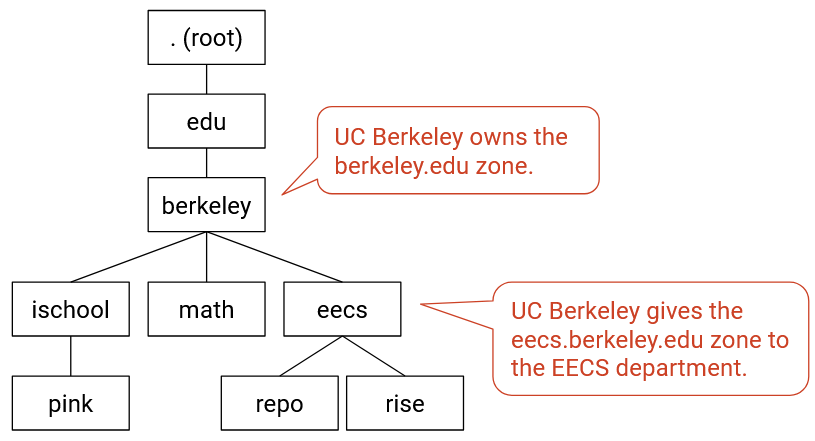 . (root)
edu
UC Berkeley owns the
berkeley.edu zone.
berkeley
ischool
math
eecs
UC Berkeley gives the
eecs.berkeley.edu zone to
the EECS department.
pink
repo
rise